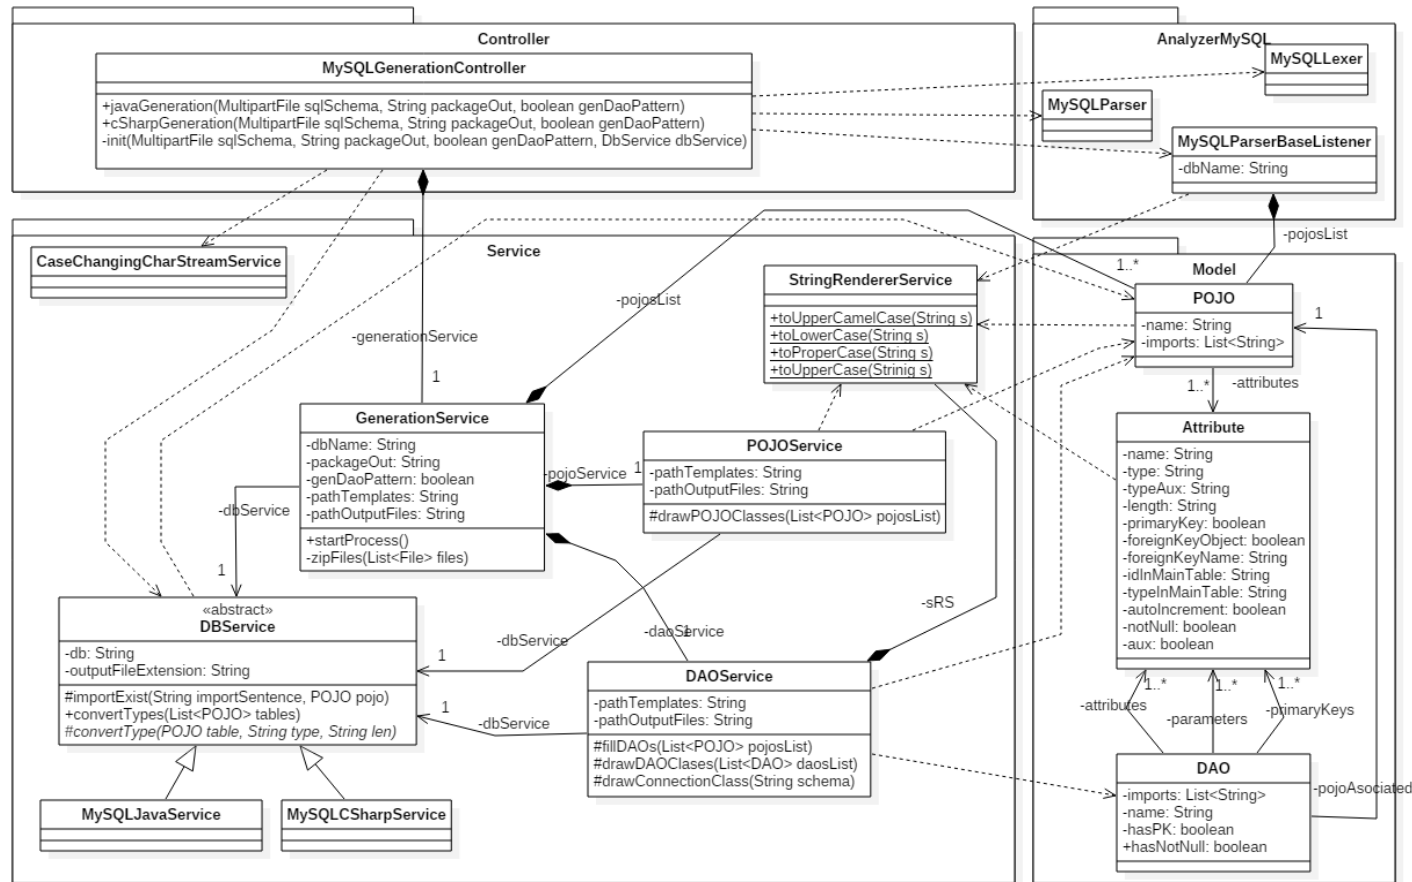 Controller
MySQLGenerationController
+javaGeneration(MultipartFile sqlSchema, String packageOut, boolean genDaoPattern)
+cSharpGeneration(MultipartFile sqlSchema, String packageOut, boolean genDaoPattern)
-init(MultipartFile sqlSchema, String packageOut, boolean genDaoPattern, DbService dbService)
AnalyzerMySQL
MySQLLexer
MySQLParser
MySQLParserBaseListener
-dbName: String
-pojosList
Service
CaseChangingCharStreamService
-generationService
1
-pojosList
1..*
StringRendererService
+toUpperCamelCase(String s)
+toLowerCase(String s)
+toProperCase(String s)
+toUpperCase(Strinig s)
GenerationService
-dbName: String
-packageOut: String
-genDaoPattern: boolean
-pathTemplates: String
-pathOutputFiles: String
+startProcess()
-zipFiles(List<File> files)
-pojoService
1
POJOService
-pathTemplates: String
-pathOutputFiles: String
#drawPOJOClasses(List<POJO> pojosList)
-dbService
1
«abstract»
DBService
-db: String
-outputFileExtension: String
#importExist(String importSentence, POJO pojo)
+convertTypes(List<POJO> tables)
#convertType(POJO table, String type, String len)
-dbService
1
-daoService
1
-sRS
-dbService
1
DAOService
-pathTemplates: String
-pathOutputFiles: String
#fillDAOs(List<POJO> pojosList)
#drawDAOClases(List<DAO> daosList)
#drawConnectionClass(String schema)
MySQLJavaService
MySQLCSharpService
Model
POJO
-name: String
-imports: List<String>
1
1..*
-attributes
Attribute
-name: String
-type: String
-typeAux: String
-length: String
-primaryKey: boolean
-foreignKeyObject: boolean
-foreignKeyName: String
-idInMainTable: String
-typeInMainTable: String
-autoIncrement: boolean
-notNull: boolean
-aux: boolean
1..*
1..*
1..*
-attributes
-parameters
-primaryKeys
DAO
-imports: List<String>
-name: String
-hasPK: boolean
+hasNotNull: boolean
-pojoAsociated